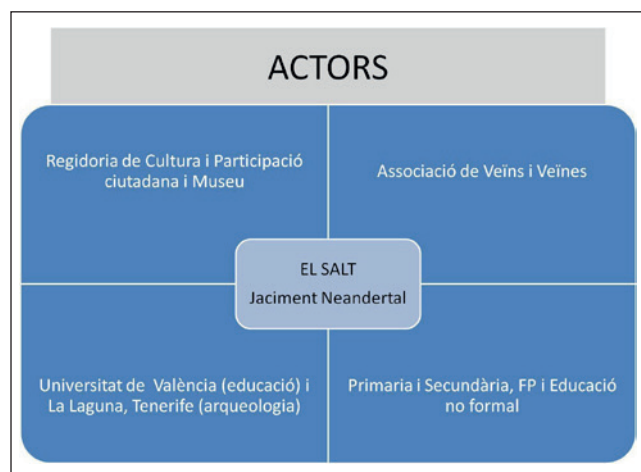 ACTORS
Regidoria de Cultura i Participació
ciutadana i Museu
Associació de Veïns i Veïnes
EL SALT
Jaciment Neandertal
Universitat de València (educació) i
La Laguna, Tenerife (arqueologia)
Primaria i Secundària, FP i Educació
no formal